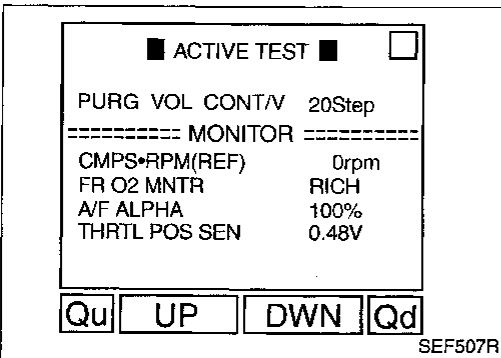 ■ ACTIVE TEST ■ □
PURG VOL CONT/V 20Step
========== MONITOR ==========
CMPS•RPM(REF) 0rpm
FR O2 MNTR RICH
A/F ALPHA 100%
THRTL POS SEN 0.48V
Qu UP DWN Qd
SEF507R